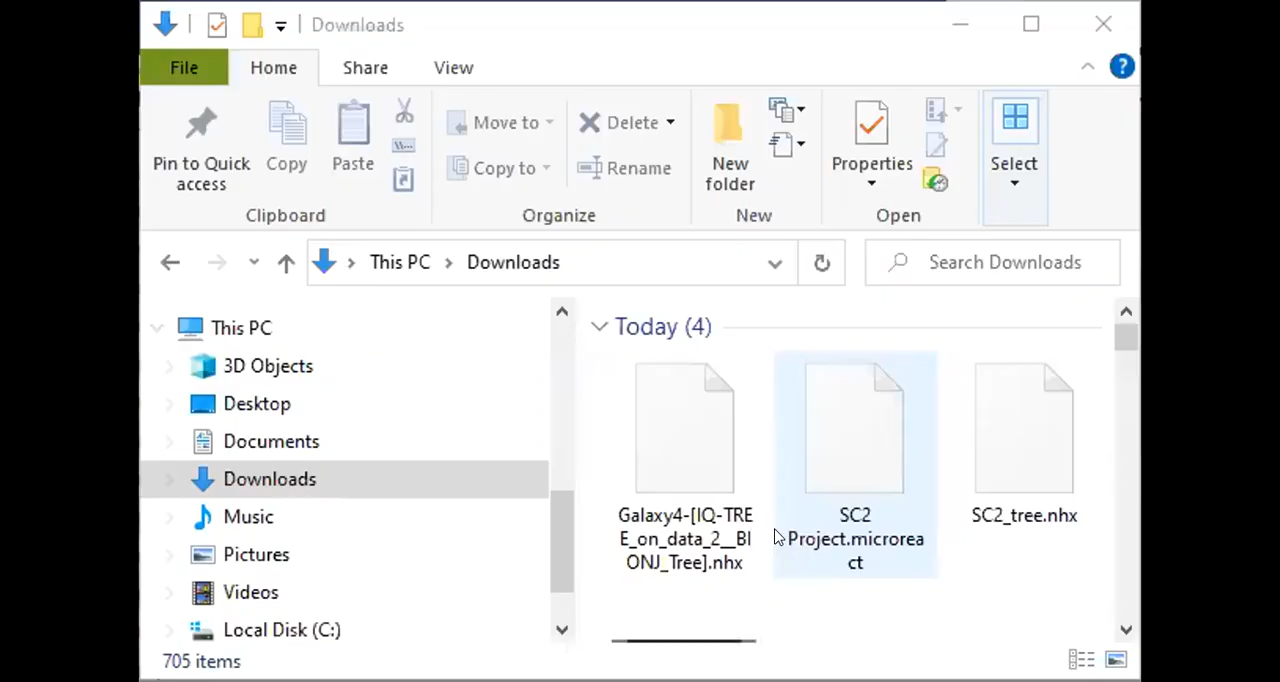 Downloads
File Home Share View
Pin to Quick access
Copy
Paste
Move to
Copy to
Delete
Rename
New folder
Properties
Select
Clipboard Organize New Open
This PC Downloads
Search Downloads
This PC
3D Objects
Desktop
Documents
Downloads
Music
Pictures
Videos
Local Disk (C:)
Today (4)
Galaxy4-[IQ-TRE
E_on_data_2__BI
ONJ_Tree].nhx
SC2
Project.microrea
ct
SC2_tree.nhx
705 items